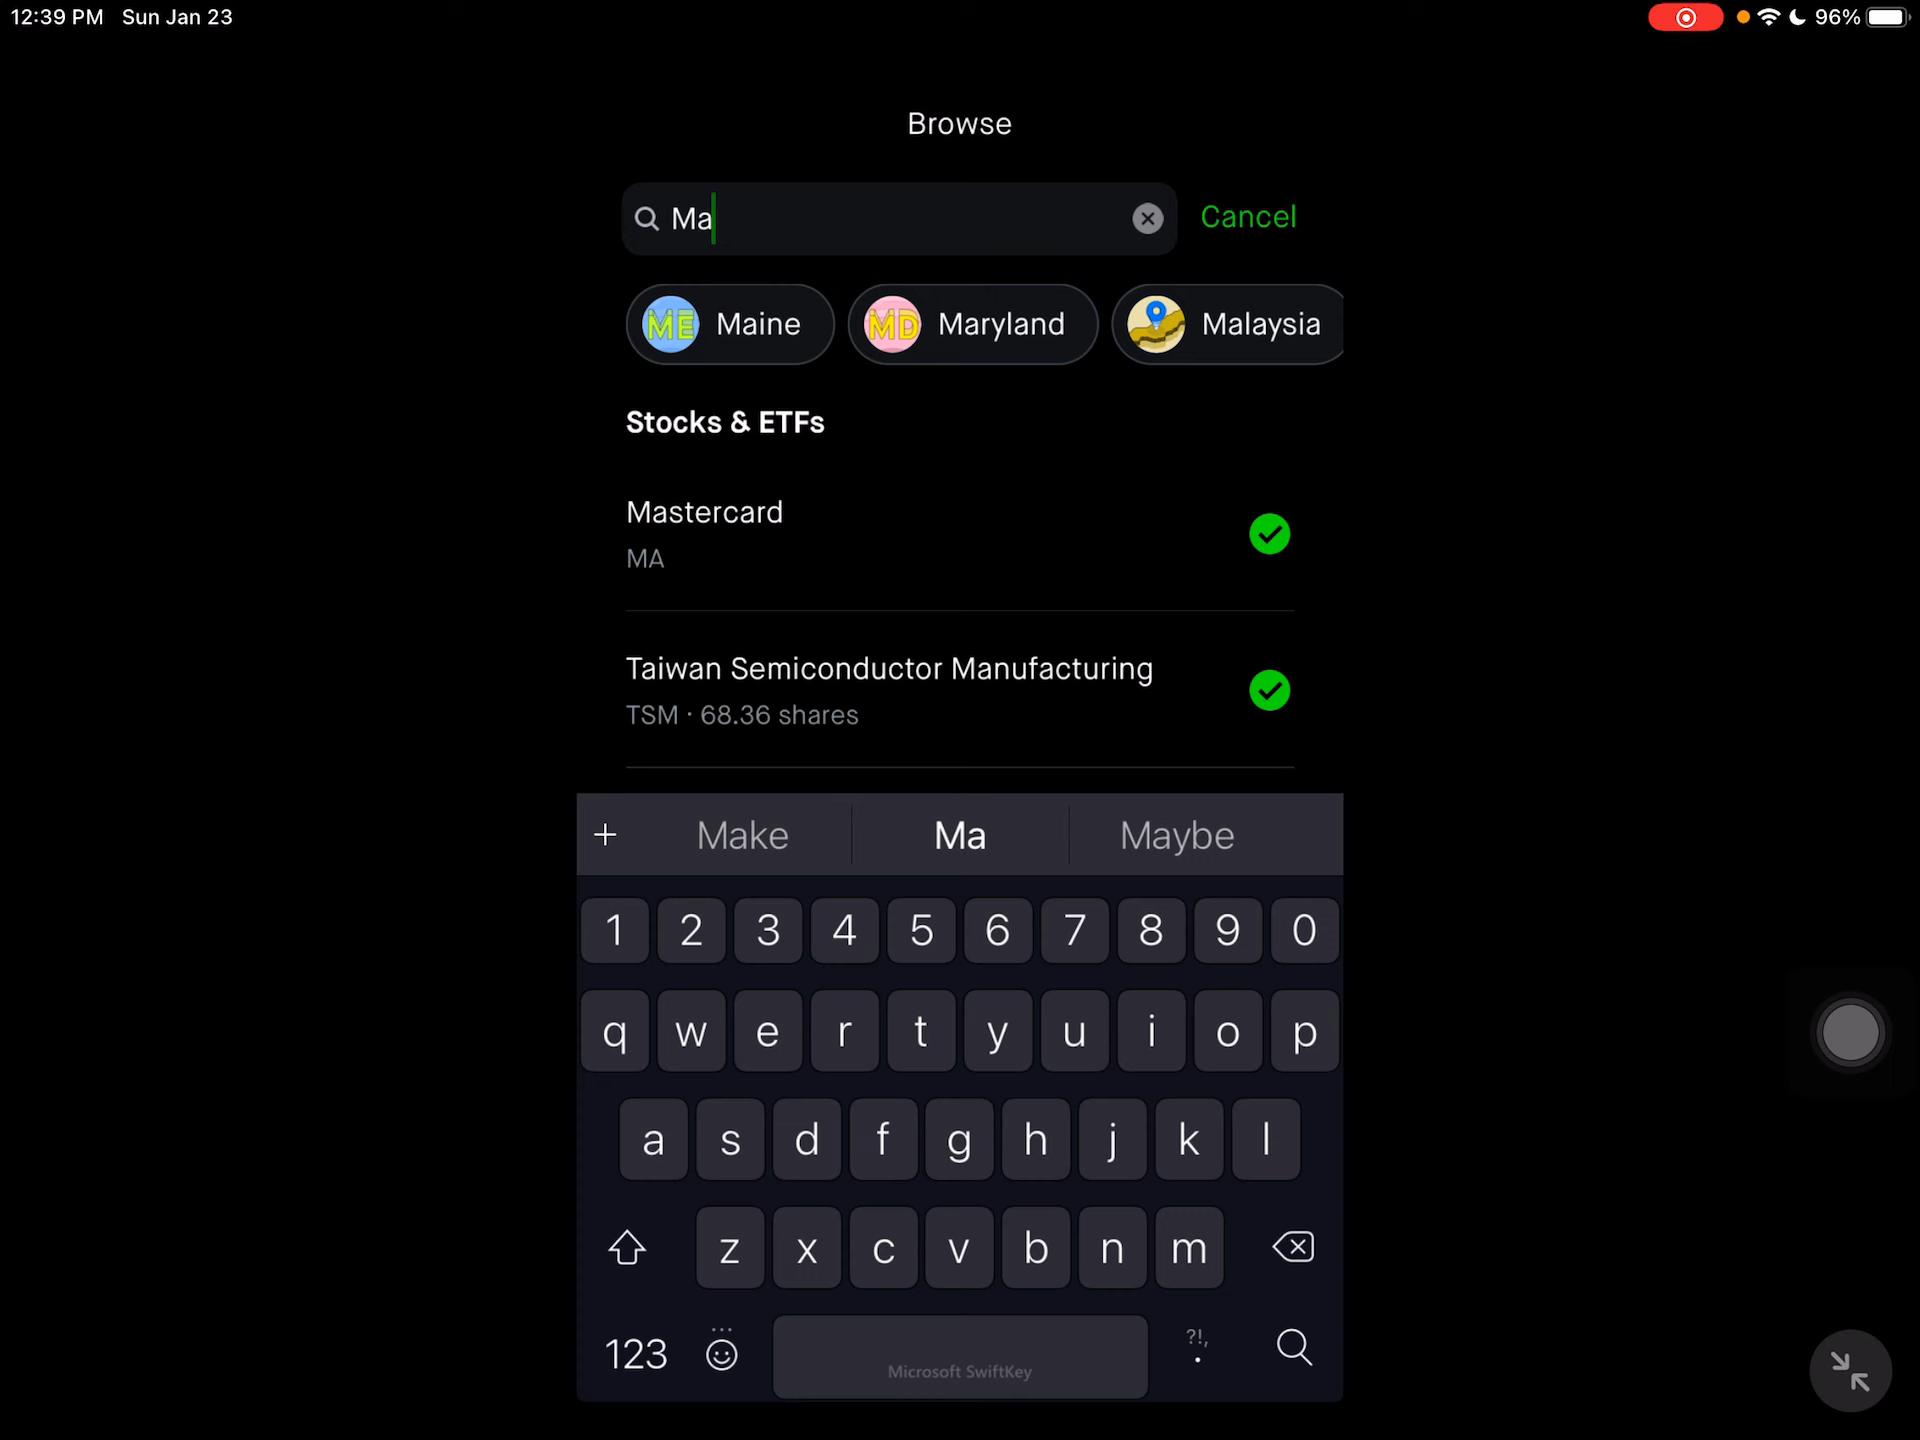 12:39 PM Sun Jan 23 96%
Browse
Ma Cancel
ME Maine MD Maryland Malaysia
Stocks & ETFs
Mastercard
MA
Taiwan Semiconductor Manufacturing
TSM · 68.36 shares
+ Make Ma Maybe
1 2 3 4 5 6 7 8 9 0
q w e r t y u i o p
a s d f g h j k l
z x c v b n m
123 ?!, .
Microsoft SwiftKey